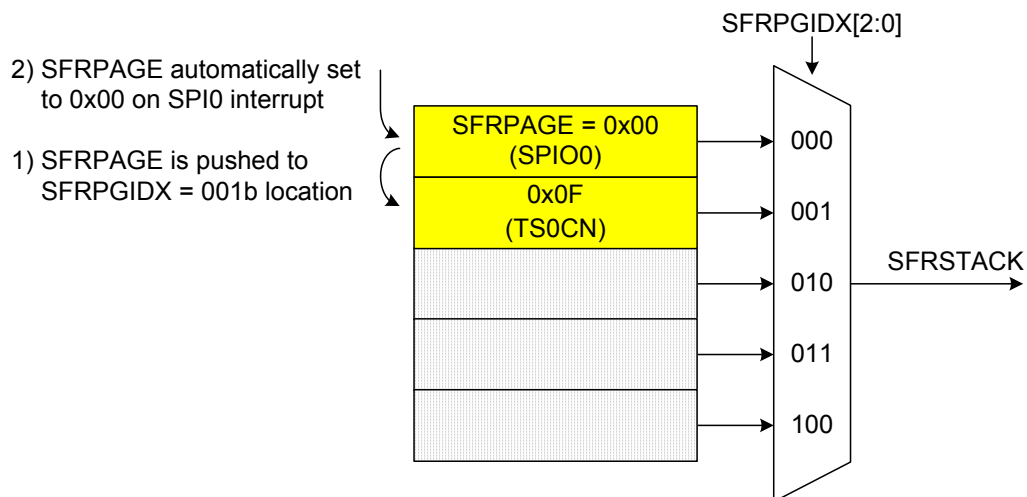 SFRPGIDX[2:0]
2) SFRPAGE automatically set
to 0x00 on SPI0 interrupt
1) SFRPAGE is pushed to
SFRPGIDX = 001b location
SFRPAGE = 0x00
(SPIO0)
0x0F
(TS0CN)
000
001
010
011
100
SFRSTACK